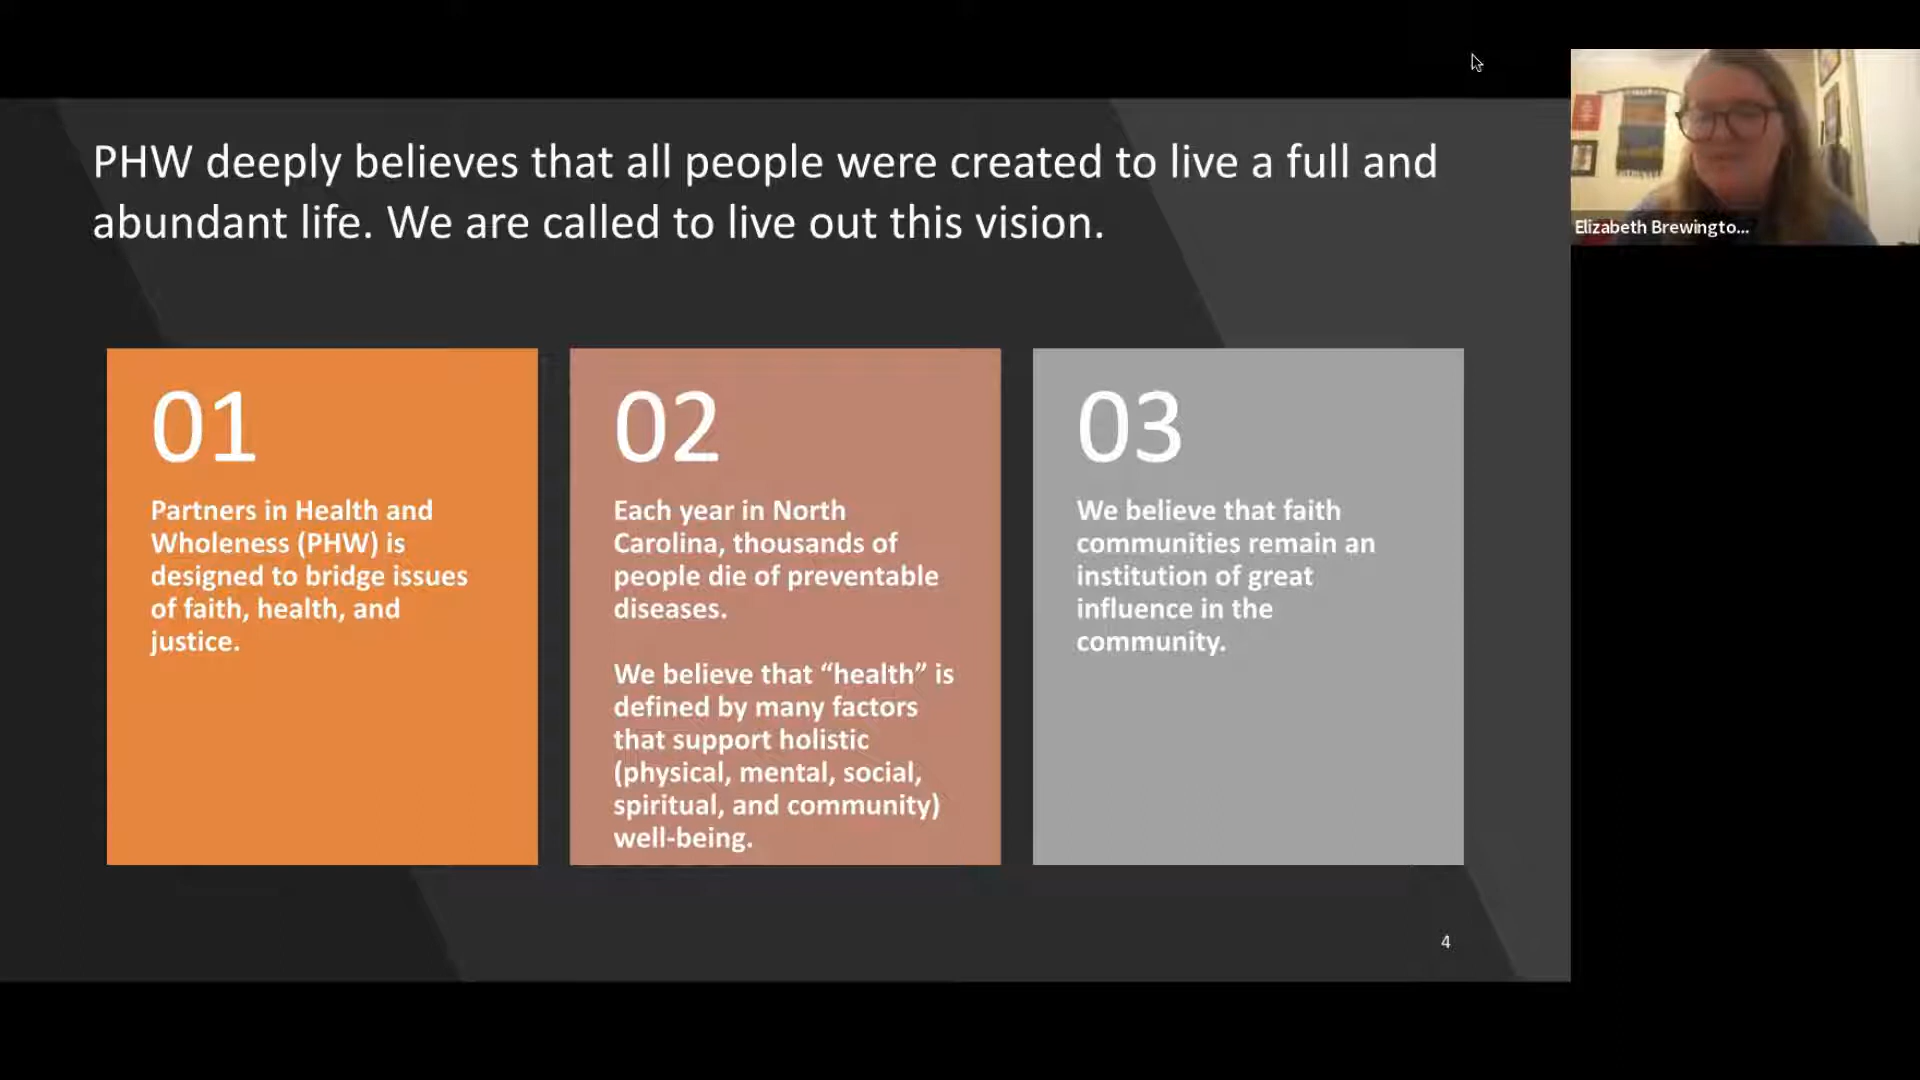 PHW deeply believes that all people were created to live a full and
abundant life. We are called to live out this vision.
01
Partners in Health and
Wholeness (PHW) is
designed to bridge issues
of faith, health, and
justice.
02
Each year in North
Carolina, thousands of
people die of preventable
diseases.
We believe that “health” is
defined by many factors
that support holistic
(physical, mental, social,
spiritual, and community)
well-being.
03
We believe that faith
communities remain an
institution of great
influence in the
community.
4
Elizabeth Brewingto...